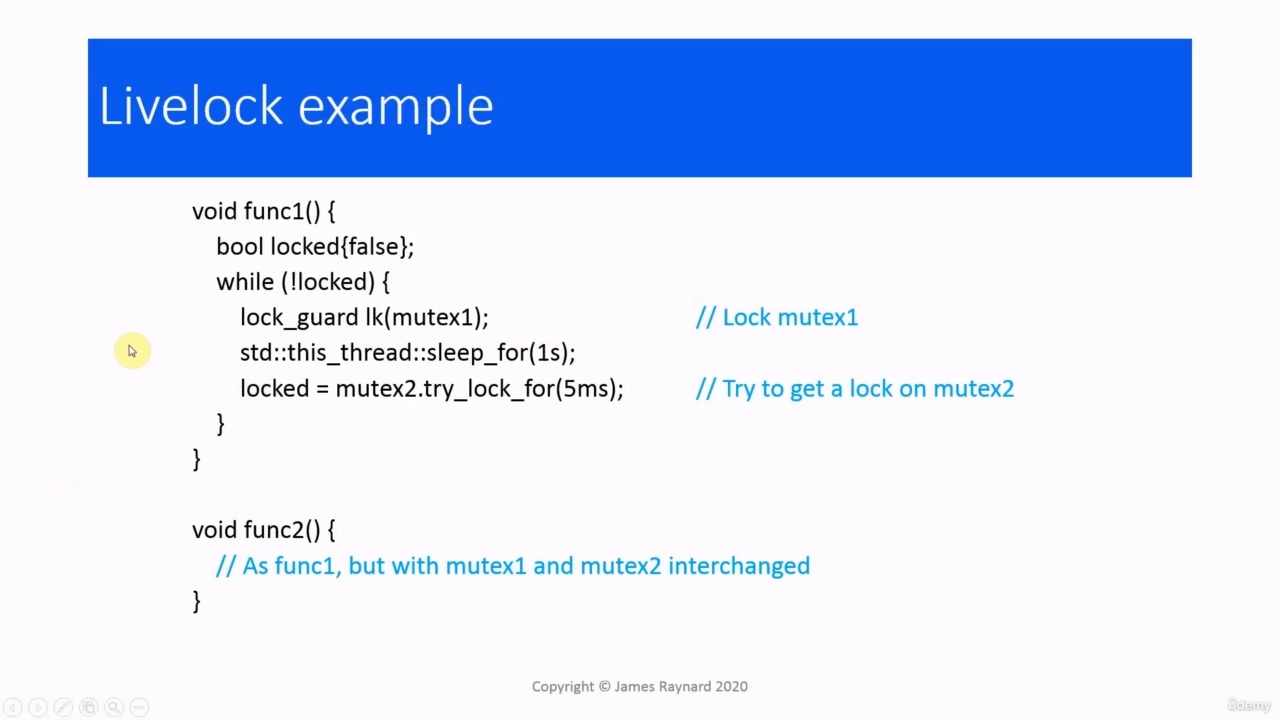 Livelock example
void func1() {
bool locked{false};
while (!locked) {
lock_guard lk(mutex1); // Lock mutex1
std::this_thread::sleep_for(1s);
locked = mutex2.try_lock_for(5ms); // Try to get a lock on mutex2
}
}
void func2() {
// As func1, but with mutex1 and mutex2 interchanged
}
Copyright © James Raynard 2020
ûdemy